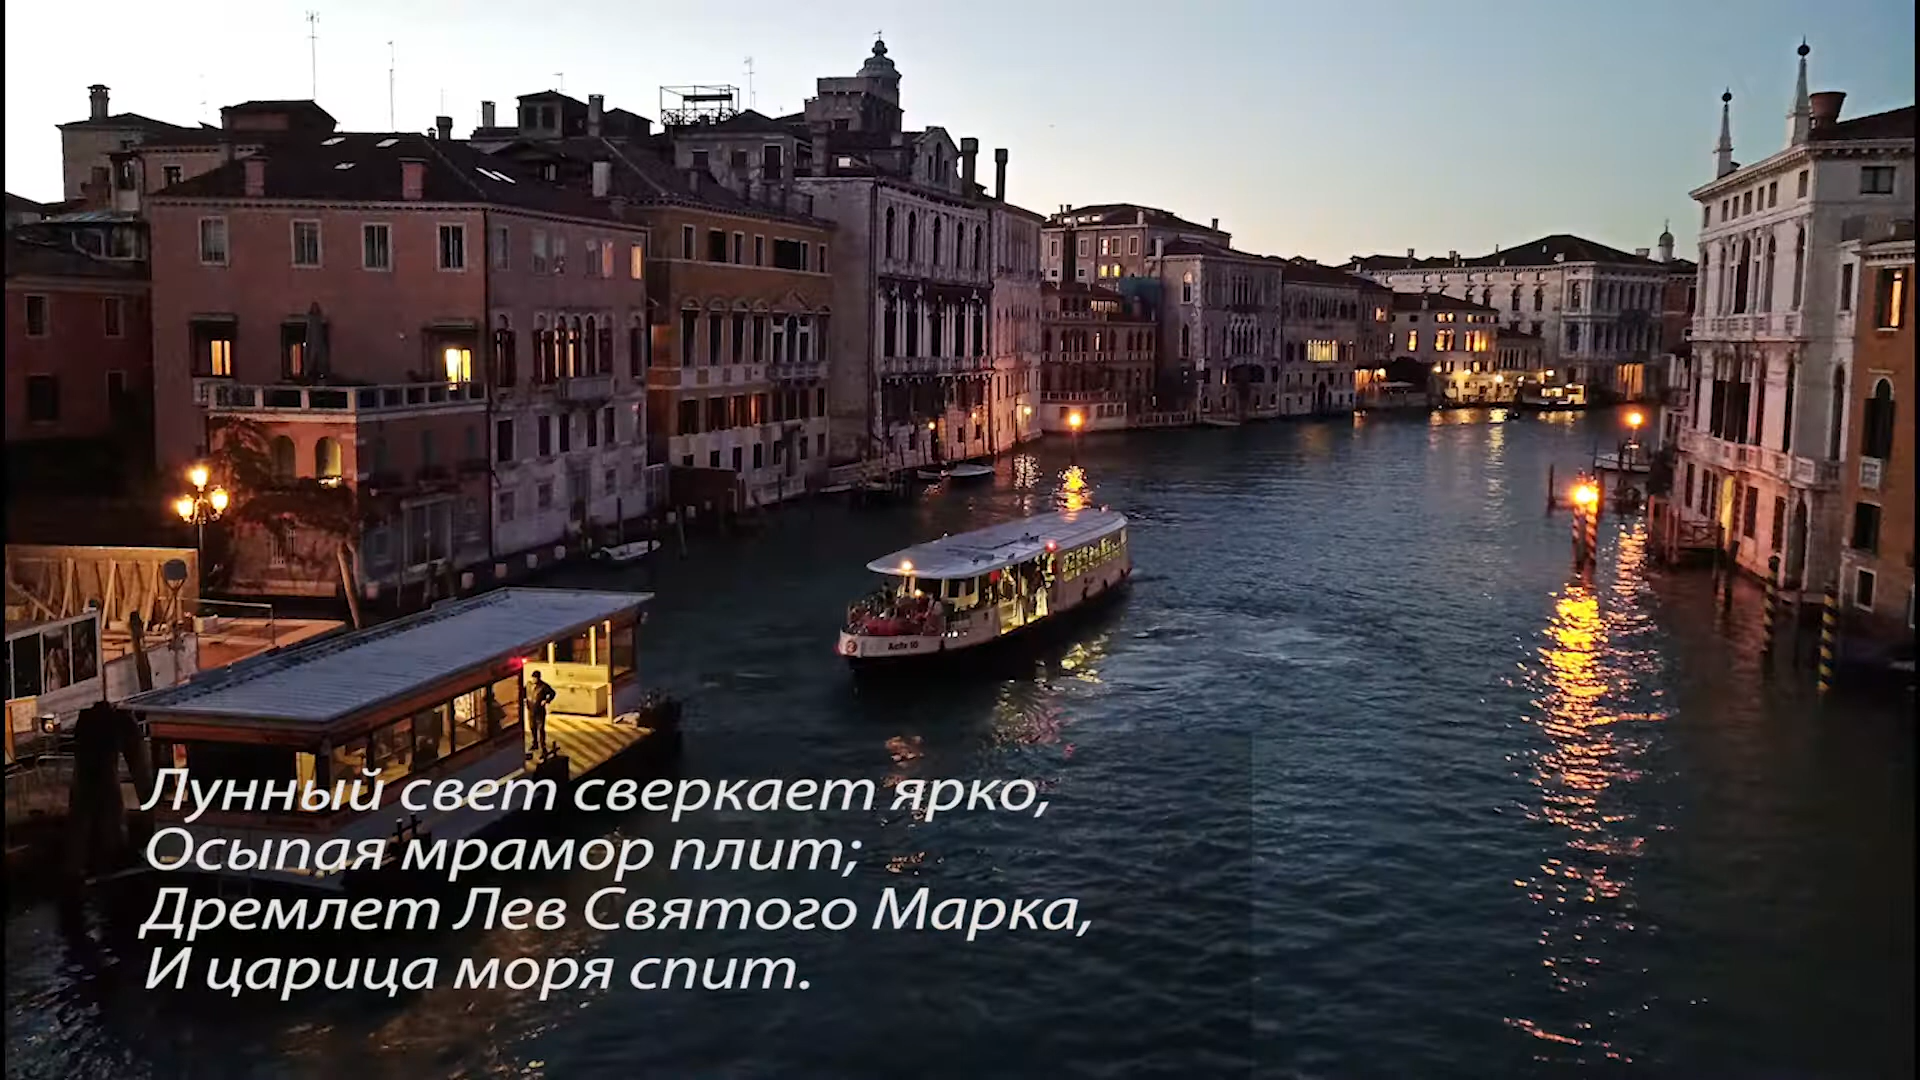 Лунный свет сверкает ярко,
Осыпая мрамор плит;
Дремлет Лев Святого Марка,
И царица моря спит.